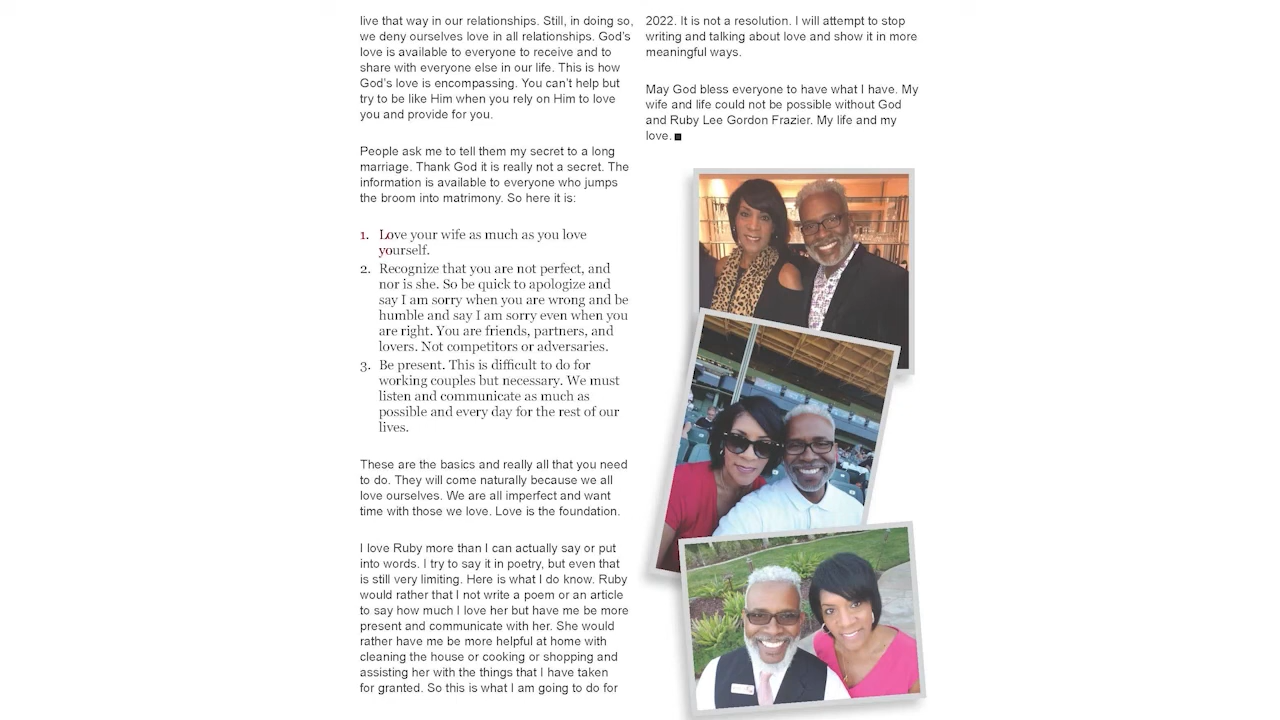 live that way in our relationships. Still, in doing so,
we deny ourselves love in all relationships. God’s
love is available to everyone to receive and to
share with everyone else in our life. This is how
God’s love is encompassing. You can’t help but
try to be like Him when you rely on Him to love
you and provide for you.
People ask me to tell them my secret to a long
marriage. Thank God it is really not a secret. The
information is available to everyone who jumps
the broom into matrimony. So here it is:
1. Love your wife as much as you love
yourself.
2. Recognize that you are not perfect, and
nor is she. So be quick to apologize and
say I am sorry when you are wrong and be
humble and say I am sorry even when you
are right. You are friends, partners, and
lovers. Not competitors or adversaries.
3. Be present. This is difficult to do for
working couples but necessary. We must
listen and communicate as much as
possible and every day for the rest of our
lives.
These are the basics and really all that you need
to do. They will come naturally because we all
love ourselves. We are all imperfect and want
time with those we love. Love is the foundation.
I love Ruby more than I can actually say or put
into words. I try to say it in poetry, but even that
is still very limiting. Here is what I do know. Ruby
would rather that I not write a poem or an article
to say how much I love her but have me be more
present and communicate with her. She would
rather have me be more helpful at home with
cleaning the house or cooking or shopping and
assisting her with the things that I have taken
for granted. So this is what I am going to do for
2022. It is not a resolution. I will attempt to stop
writing and talking about love and show it in more
meaningful ways.
May God bless everyone to have what I have. My
wife and life could not be possible without God
and Ruby Lee Gordon Frazier. My life and my
love.